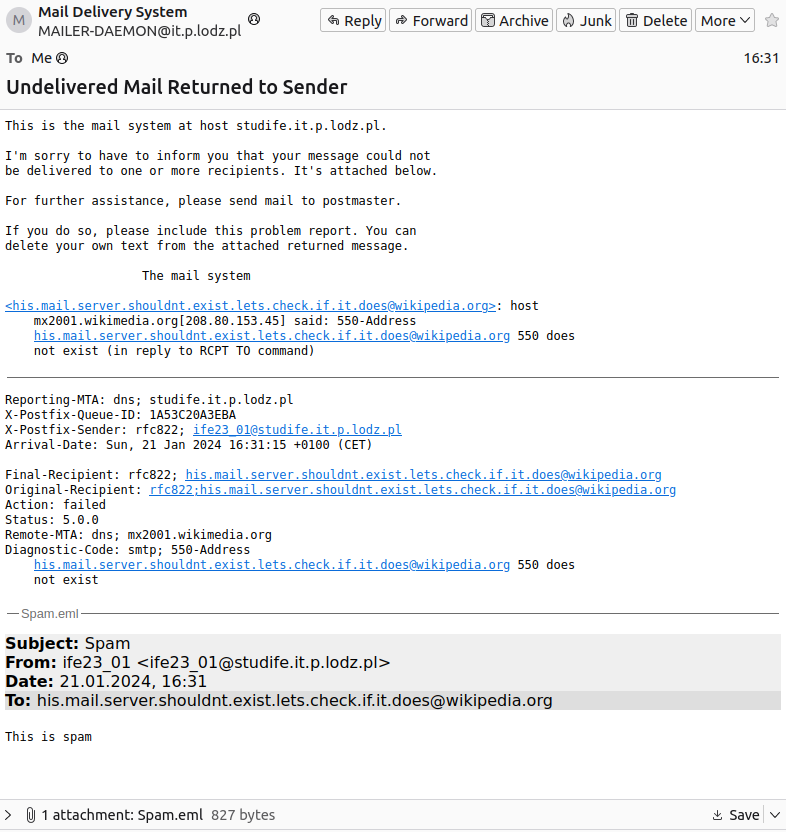 M
Mail Delivery System
MAILER-DAEMON@it.p.lodz.pl
Reply
Forward
Archive
Junk
Delete
More
To Me
16:31
Undelivered Mail Returned to Sender
This is the mail system at host studife.it.p.lodz.pl.
I'm sorry to have to inform you that your message could not
be delivered to one or more recipients. It's attached below.
For further assistance, please send mail to postmaster.
If you do so, please include this problem report. You can
delete your own text from the attached returned message.
The mail system
<his.mail.server.shouldnt.exist.lets.check.if.it.does@wikipedia.org>: host
mx2001.wikimedia.org[208.80.153.45] said: 550-Address
his.mail.server.shouldnt.exist.lets.check.if.it.does@wikipedia.org 550 does
not exist (in reply to RCPT TO command)
Reporting-MTA: dns; studife.it.p.lodz.pl
X-Postfix-Queue-ID: 1A53C20A3EBA
X-Postfix-Sender: rfc822; ife23_01@studife.it.p.lodz.pl
Arrival-Date: Sun, 21 Jan 2024 16:31:15 +0100 (CET)
Final-Recipient: rfc822; his.mail.server.shouldnt.exist.lets.check.if.it.does@wikipedia.org
Original-Recipient: rfc822;his.mail.server.shouldnt.exist.lets.check.if.it.does@wikipedia.org
Action: failed
Status: 5.0.0
Remote-MTA: dns; mx2001.wikimedia.org
Diagnostic-Code: smtp; 550-Address
his.mail.server.shouldnt.exist.lets.check.if.it.does@wikipedia.org 550 does
not exist
Spam.eml
Subject: Spam
From: ife23_01 <ife23_01@studife.it.p.lodz.pl>
Date: 21.01.2024, 16:31
To: his.mail.server.shouldnt.exist.lets.check.if.it.does@wikipedia.org
This is spam
1 attachment: Spam.eml 827 bytes
Save